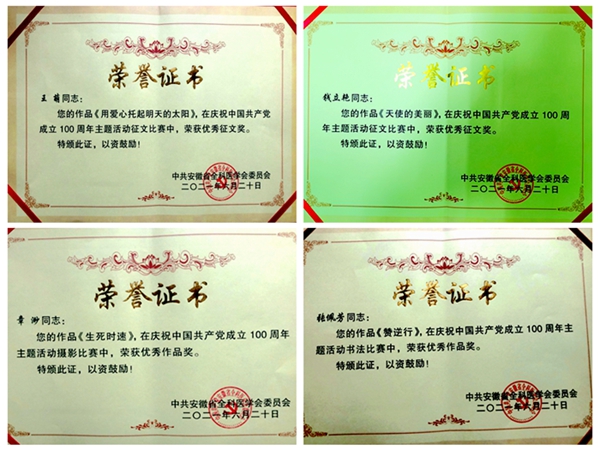 荣誉证书
王萌同志：
您的作品《用爱心托起明天的太阳》，在庆祝中国共产党
成立100周年主题活动征文比赛中，荣获优秀征文奖。
特颁此证，以资鼓励！
中共安徽省全科医学会委员会
二〇二一年六月二十日
荣誉证书
钱立艳同志：
您的作品《天使的美丽》，在庆祝中国共产党成立100周
年主题活动征文比赛中，荣获优秀征文奖。
特颁此证，以资鼓励！
中共安徽省全科医学会委员会
二〇二一年六月二十日
荣誉证书
章渺同志：
您的作品《生死时速》，在庆祝中国共产党成立100周年
主题活动摄影比赛中，荣获优秀作品奖。
特颁此证，以资鼓励！
中共安徽省全科医学会委员会
二〇二一年六月二十日
荣誉证书
张佩芳同志：
您的作品《赞逆行》，在庆祝中国共产党成立100周年主
题活动书法比赛中，荣获优秀作品奖。
特颁此证，以资鼓励！
中共安徽省全科医学会委员会
二〇二一年六月二十日